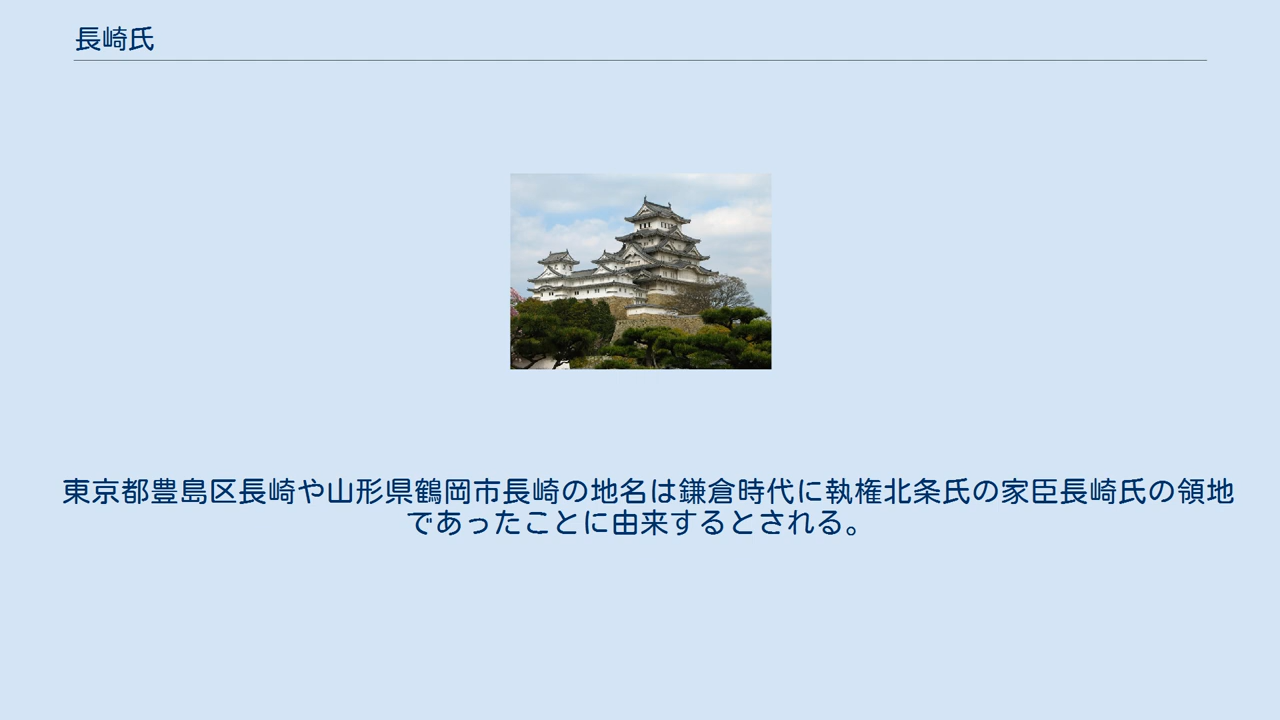 長崎氏
東京都豊島区長崎や山形県鶴岡市長崎の地名は鎌倉時代に執権北条氏の家臣長崎氏の領地
であったことに由来するとされる。